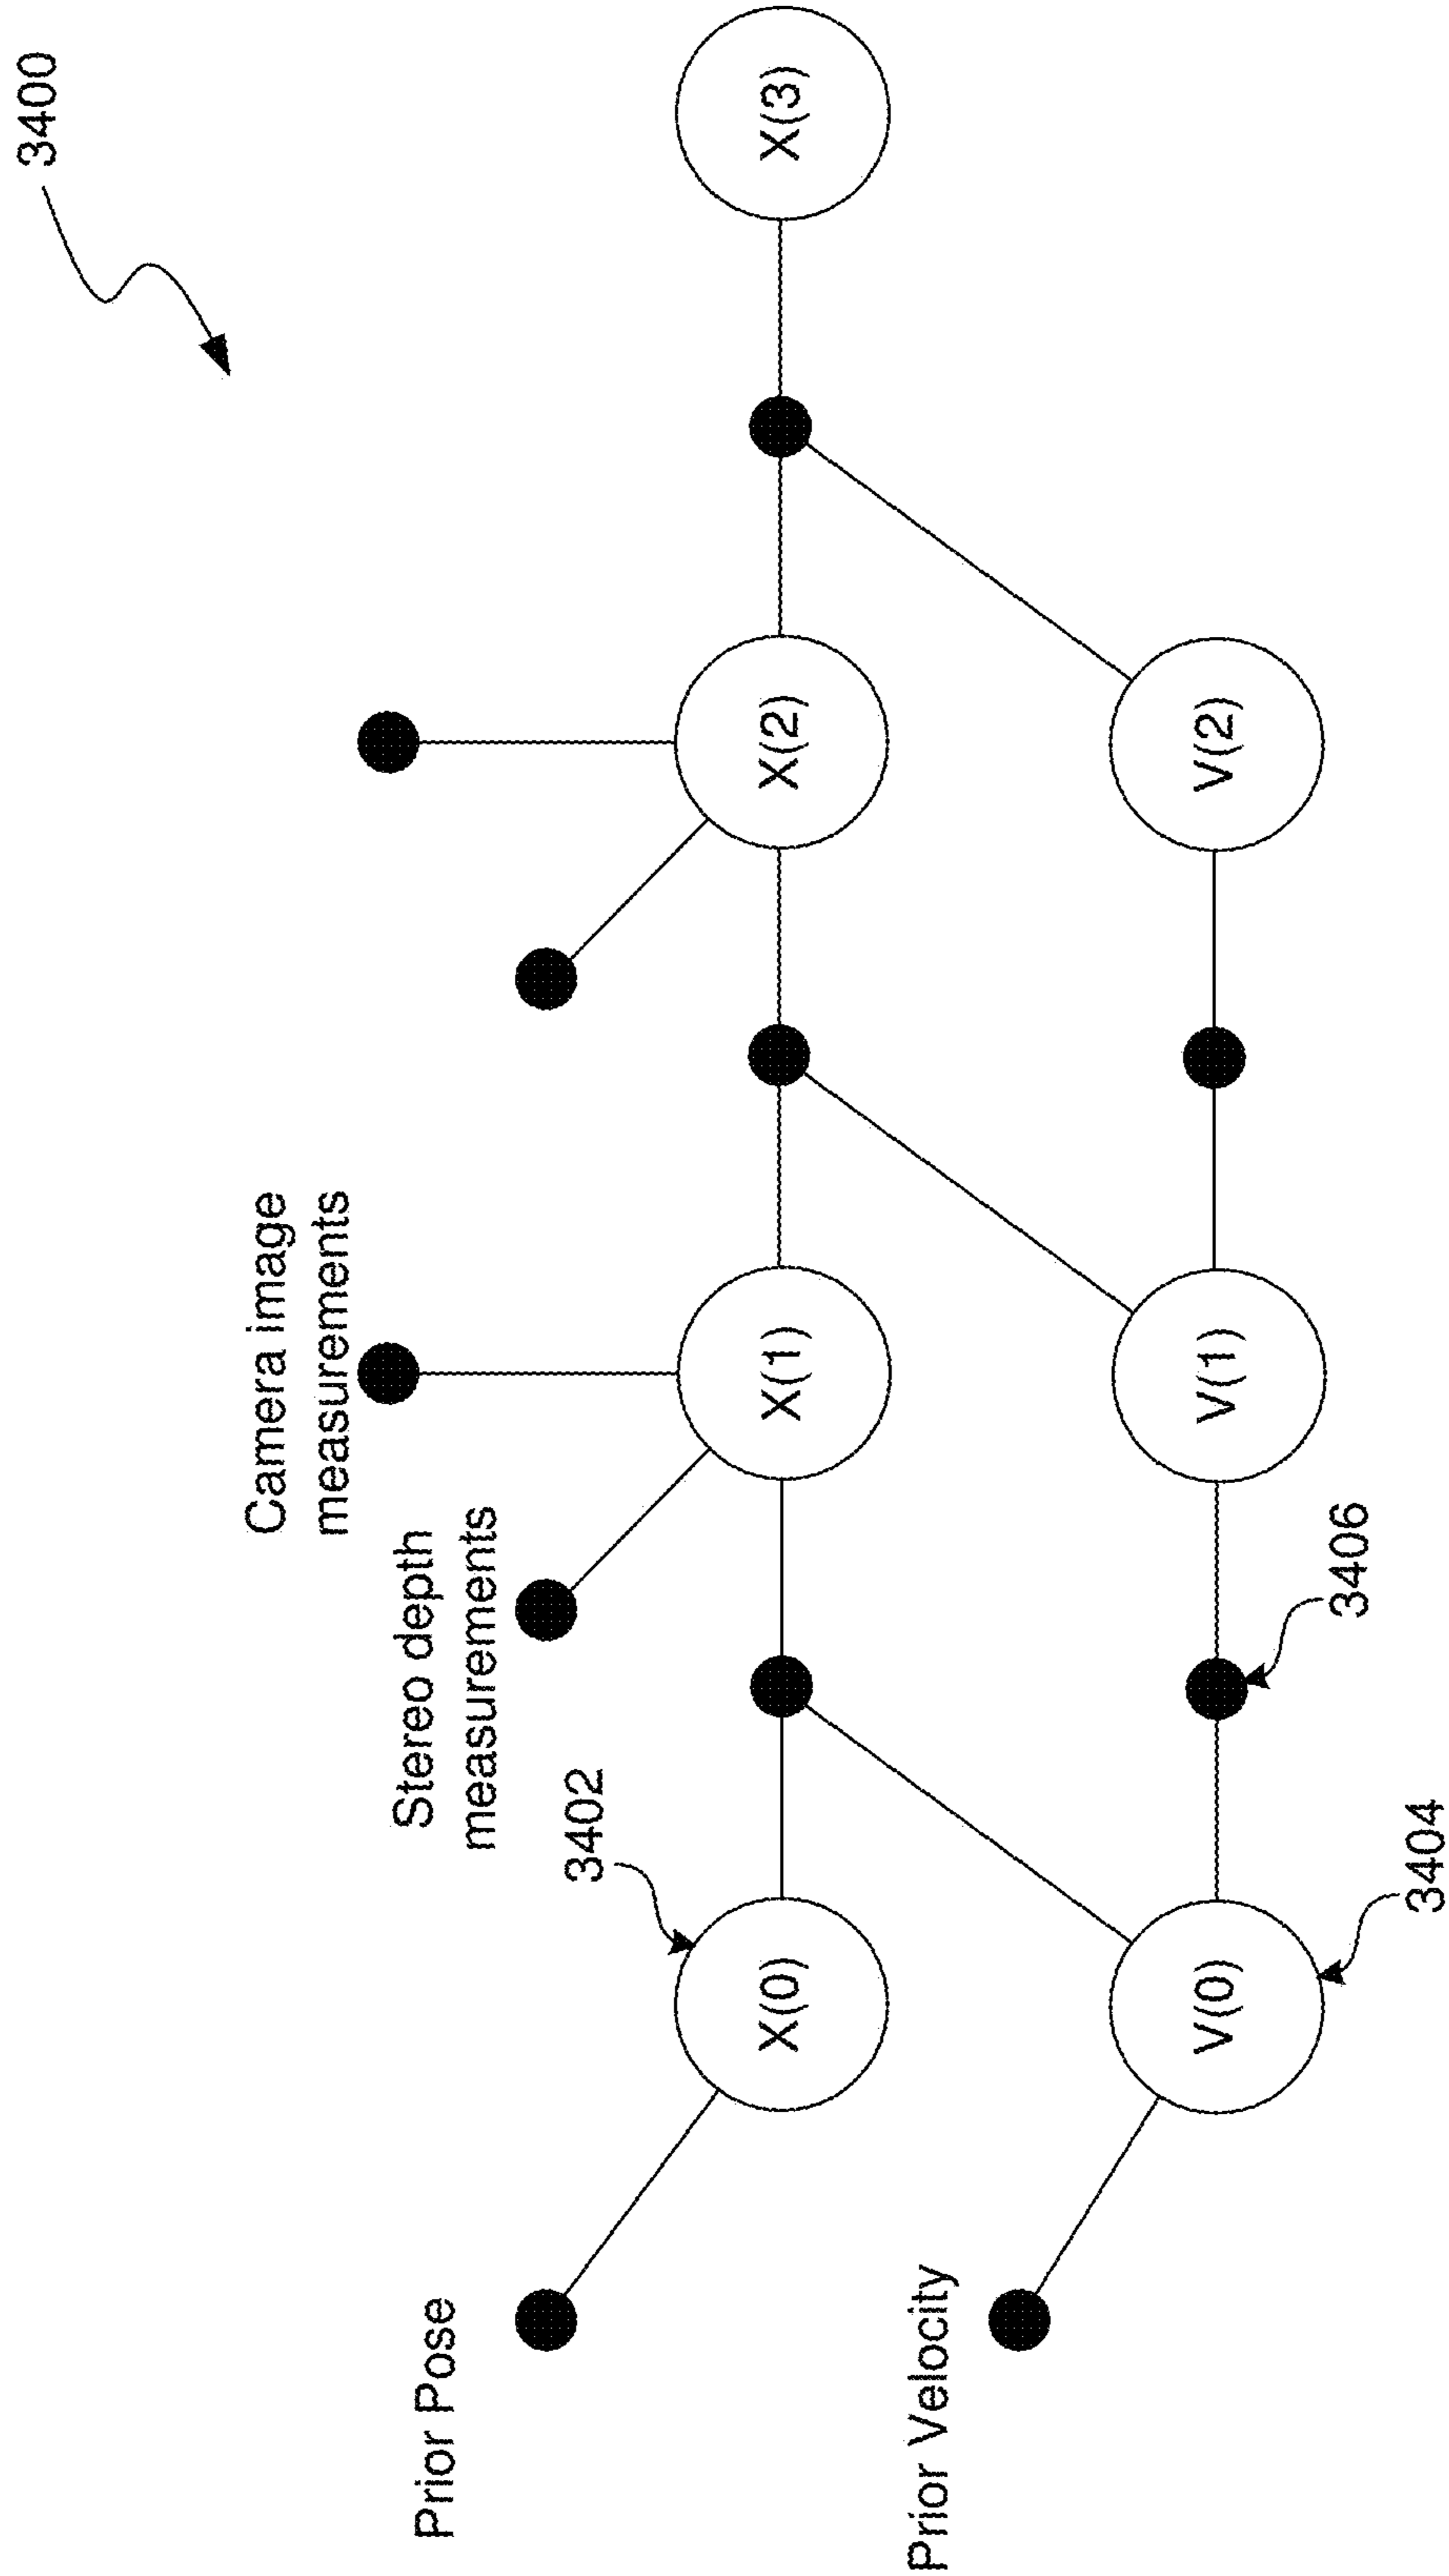 3400
Camera image
measurements
Stereo depth
measurements
3402
Prior Pose
X(0)
X(1)
X(2)
X(3)
Prior Velocity
V(0)
V(1)
V(2)
3406
3404